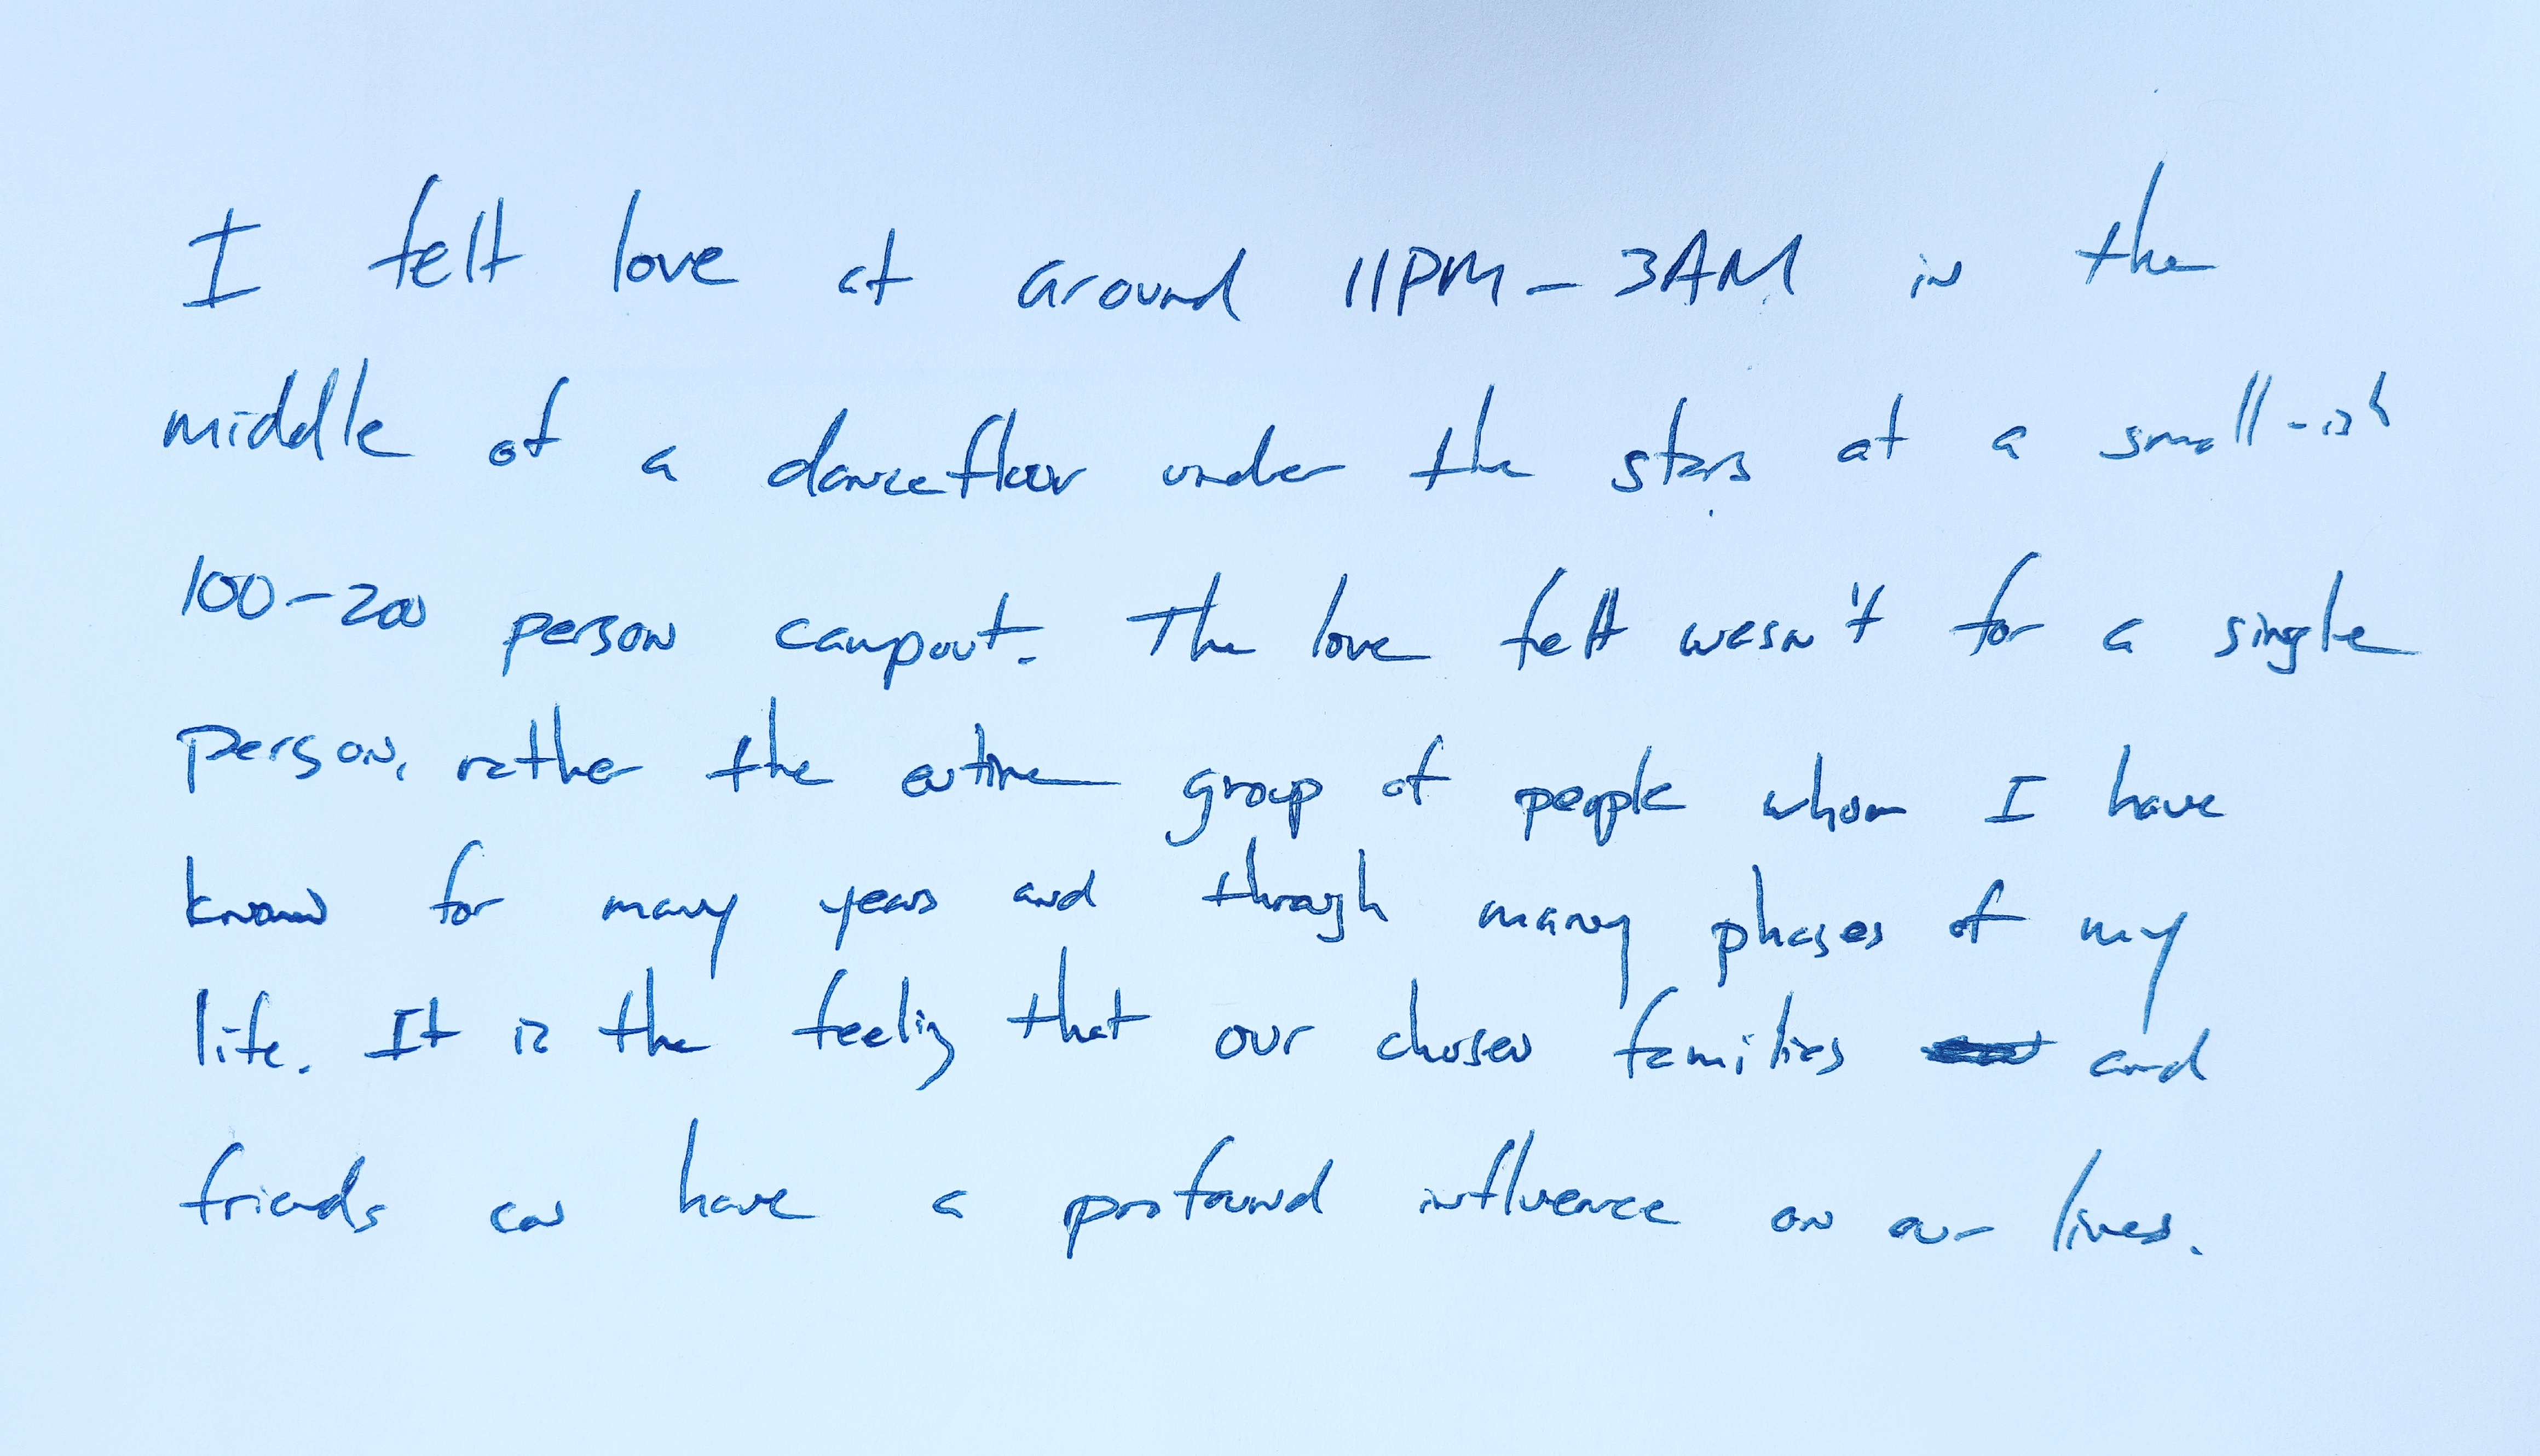 I felt love at around 11PM - 3AM in the
middle of a dancefloor under the stars at a small-ish
100-200 person campout. The love felt wasn't for a single
person, rather the entire group of people whom I have
known for many years and through many phases of my
life. It is the feeling that our chosen families and
friends can have a profound influence on our lives.